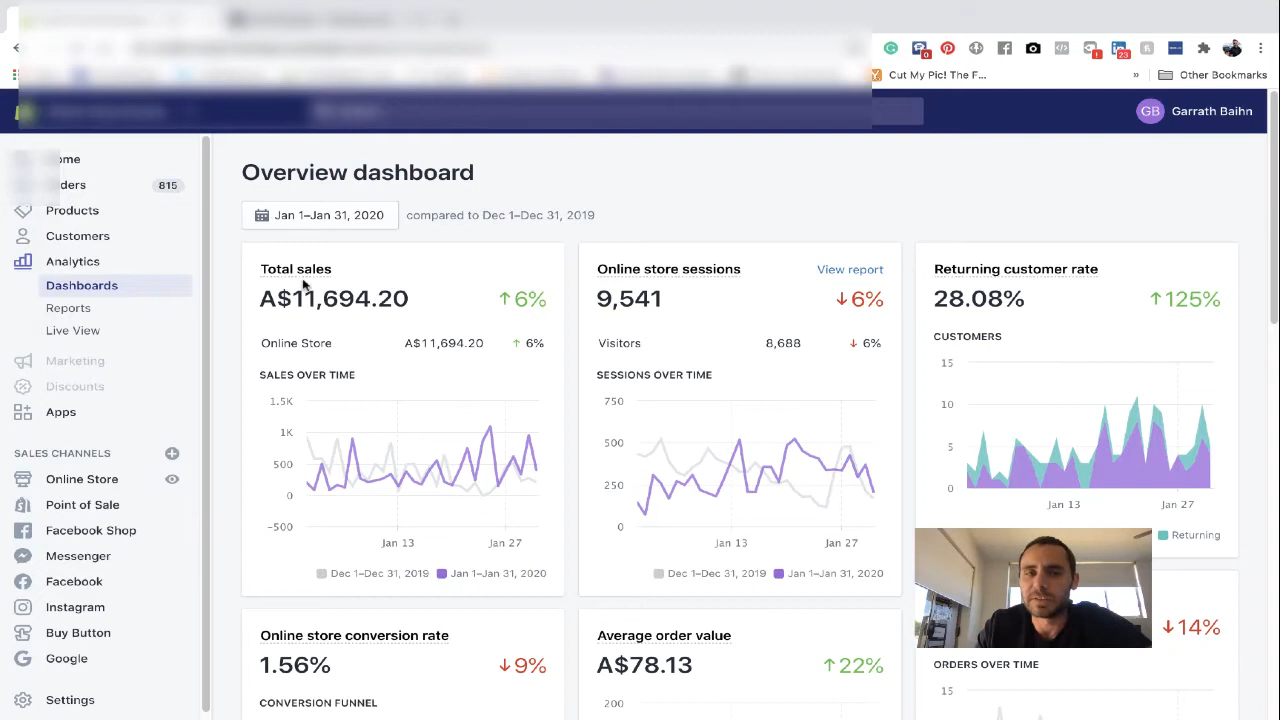 0
!
23
Cut My Pic! The F...
»
Other Bookmarks
GB
Garrath Baihn
815
Products
Customers
Analytics
Dashboards
Reports
Live View
Marketing
Discounts
Apps
SALES CHANNELS
Online Store
Point of Sale
Facebook Shop
Messenger
Facebook
Instagram
Buy Button
Google
Settings
Overview dashboard
Jan 1–Jan 31, 2020
compared to Dec 1–Dec 31, 2019
Total sales
A$11,694.20 ↑6%
Online Store A$11,694.20 ↑ 6%
SALES OVER TIME
1.5K
1K
500
0
-500
Jan 13 Jan 27
Dec 1–Dec 31, 2019 Jan 1–Jan 31, 2020
Online store sessions View report
9,541 ↓6%
Visitors 8,688 ↓ 6%
SESSIONS OVER TIME
750
500
250
0
Jan 13 Jan 27
Dec 1–Dec 31, 2019 Jan 1–Jan 31, 2020
Returning customer rate
28.08% ↑125%
CUSTOMERS
15
10
5
0
Jan 13 Jan 27
Returning
Online store conversion rate
1.56% ↓9%
CONVERSION FUNNEL
Average order value
A$78.13 ↑22%
200
↓14%
ORDERS OVER TIME
15